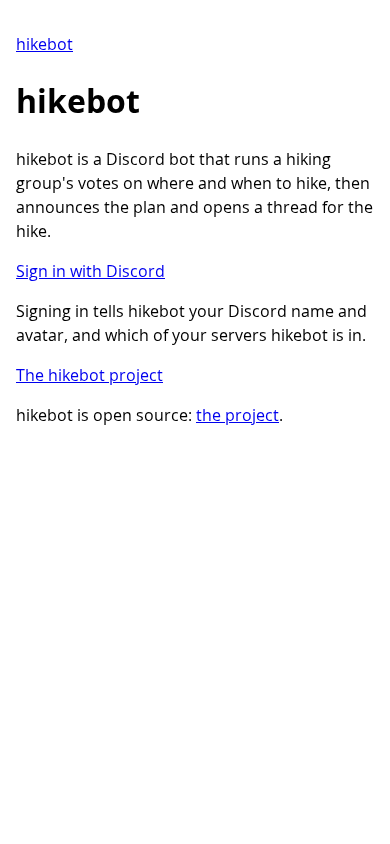 hikebot
hikebot
hikebot is a Discord bot that runs a hiking
group's votes on where and when to hike, then
announces the plan and opens a thread for the
hike.
Sign in with Discord
Signing in tells hikebot your Discord name and
avatar, and which of your servers hikebot is in.
The hikebot project
hikebot is open source: the project.